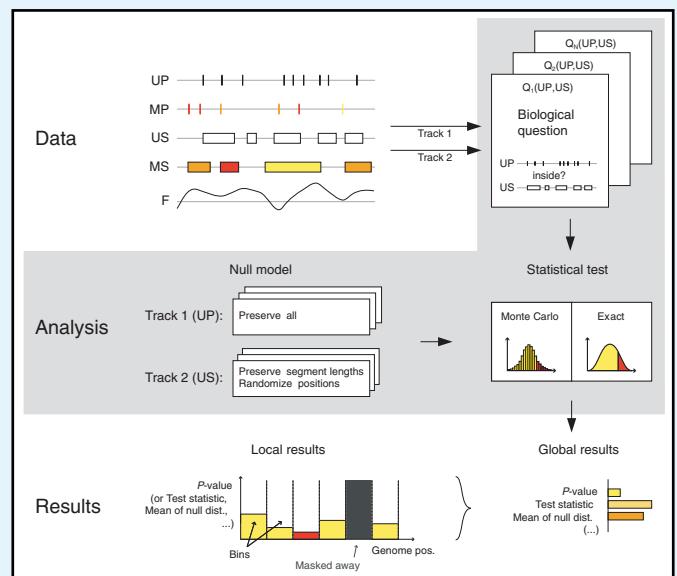 Data
UP
MP
US
MS
F
Track 1
Track 2
QN(UP,US)
Q2(UP,US)
Q1(UP,US)
Biological
question
UP
inside?
US
Analysis
Null model
Track 1 (UP):
Preserve all
Track 2 (US):
Preserve segment lengths
Randomize positions
Statistical test
Monte Carlo
Exact
Results
Local results
P-value
(or Test statistic,
Mean of null dist.,
...)
Bins
Masked away
Genome pos.
Global results
P-value
Test statistic
Mean of null dist.
(...)